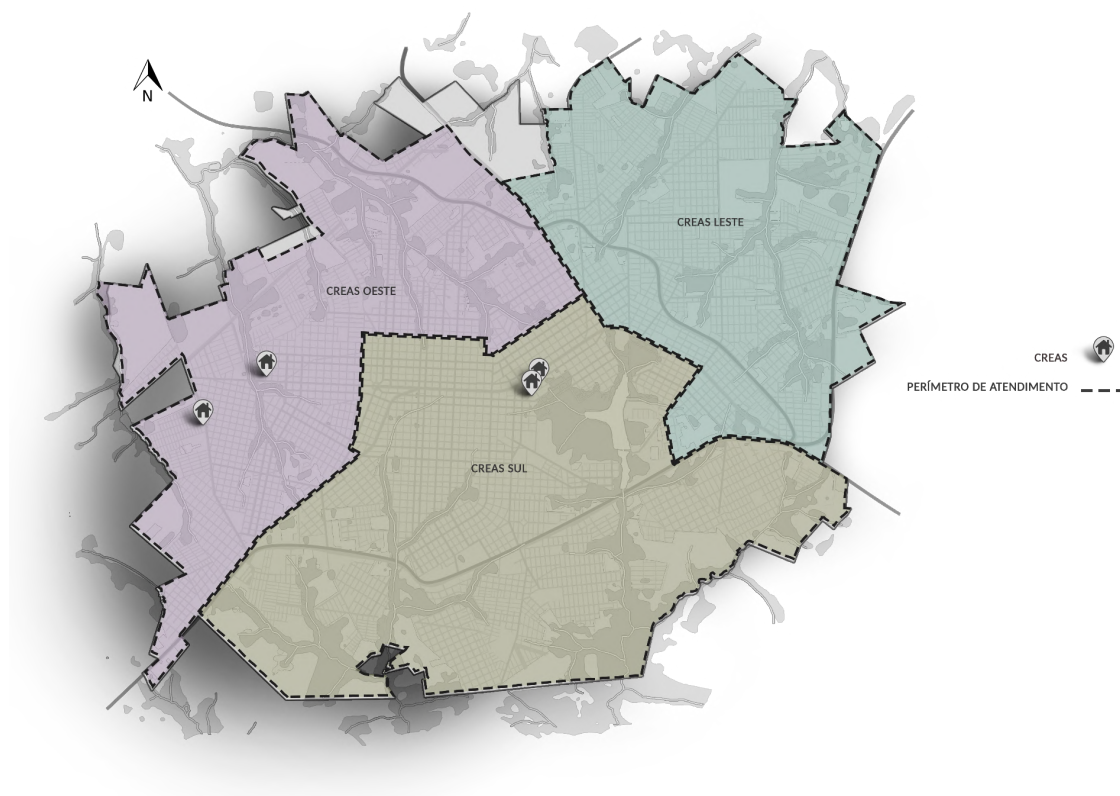 N
CREAS LESTE
CREAS OESTE
CREAS
PERÍMETRO DE ATENDIMENTO
CREAS SUL